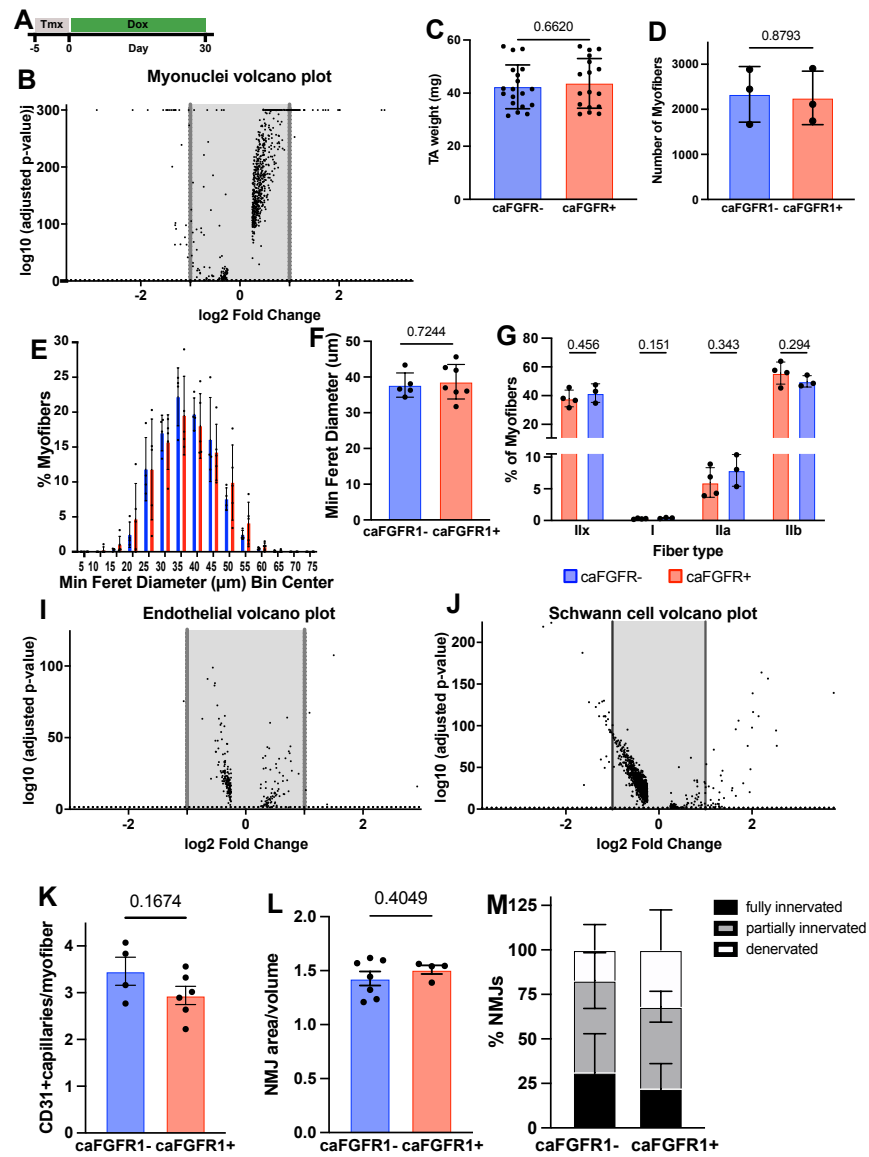 A
Tmx Dox
-5 0 Day 30
B
Myonuclei volcano plot
log10 (adjusted p-value)j
300
200
100
0
-2 0 2
log2 Fold Change
C
0.6620
TA weight (mg)
60
40
20
0
caFGFR- caFGFR+
D
0.8793
Number of Myofibers
3000
2000
1000
0
caFGFR1- caFGFR1+
E
% Myofibers
30
25
20
15
10
5
0
5 10 15 20 25 30 35 40 45 50 55 60 65 70 75
Min Feret Diameter (µm) Bin Center
F
0.7244
Min Feret Diameter (um)
50
40
30
20
10
0
caFGFR1- caFGFR1+
G
0.456 0.151 0.343 0.294
% of Myofibers
80
60
40
20
10
5
0
IIx I IIa IIb
Fiber type
caFGFR- caFGFR+
I
Endothelial volcano plot
log10 (adjusted p-value)
100
50
0
-2 0 2
log2 Fold Change
J
Schwann cell volcano plot
log10 (adjusted p-value)
200
150
100
50
0
-2 0 2
log2 Fold Change
K
0.1674
CD31+capillaries/myofiber
5
4
3
2
1
0
caFGFR1- caFGFR1+
L
0.4049
NMJ area/volume
2.0
1.5
1.0
0.5
0.0
caFGFR1- caFGFR1+
M
% NMJs
125
100
75
50
25
0
caFGFR1- caFGFR1+
fully innervated
partially innervated
denervated